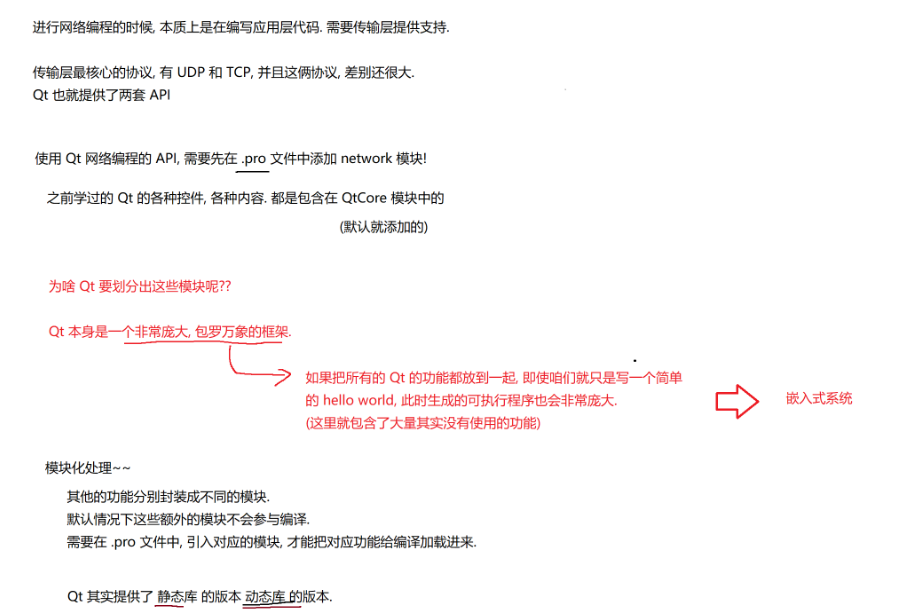 进行网络编程的时候, 本质上是在编写应用层代码. 需要传输层提供支持.
传输层最核心的协议, 有 UDP 和 TCP, 并且这俩协议, 差别还很大.
Qt 也就提供了两套 API
使用 Qt 网络编程的 API, 需要先在 .pro 文件中添加 network 模块!
之前学过的 Qt 的各种控件, 各种内容. 都是包含在 QtCore 模块中的
(默认就添加的)
为啥 Qt 要划分出这些模块呢??
Qt 本身是一个非常庞大, 包罗万象的框架.
如果把所有的 Qt 的功能都放到一起, 即使咱们就只是写一个简单
的 hello world, 此时生成的可执行程序也会非常庞大.
(这里就包含了大量其实没有使用的功能)
嵌入式系统
模块化处理~~
其他的功能分别封装成不同的模块.
默认情况下这些额外的模块不会参与编译.
需要在 .pro 文件中, 引入对应的模块, 才能把对应功能给编译加载进来.
Qt 其实提供了 静态库 的版本 动态库 的版本.